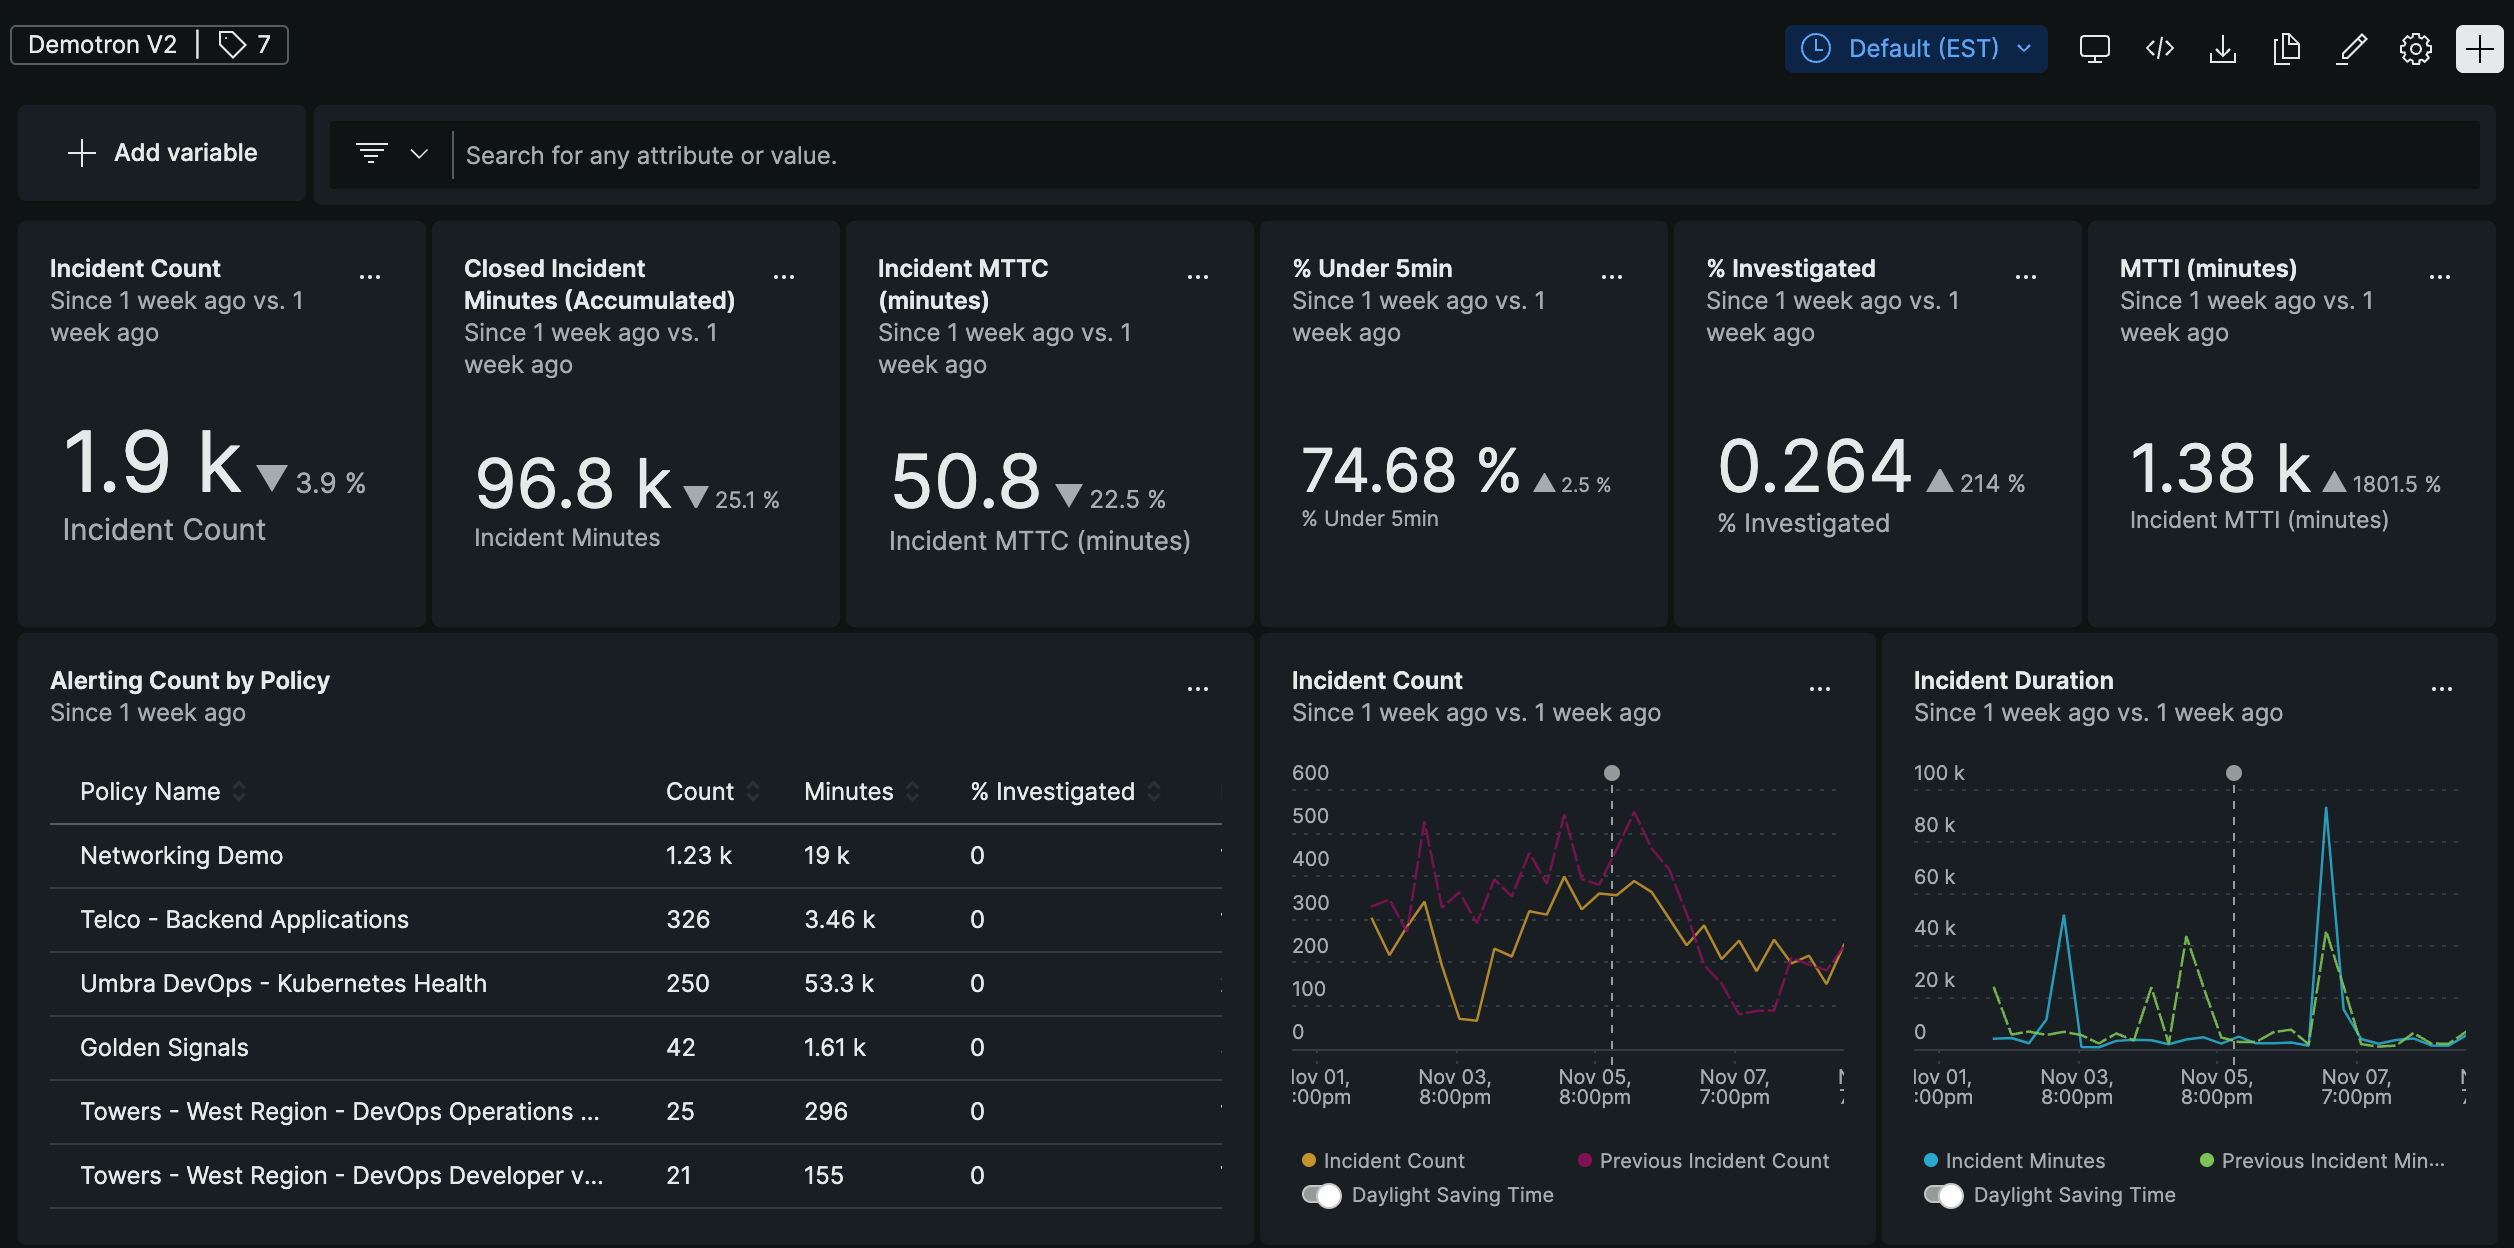 Demotron V2 | 7
Default (EST)
Add variable
Search for any attribute or value.
Incident Count
Since 1 week ago vs. 1
week ago
1.9 k 3.9 %
Incident Count
Closed Incident
Minutes (Accumulated)
Since 1 week ago vs. 1
week ago
96.8 k 25.1 %
Incident Minutes
Incident MTTC
(minutes)
Since 1 week ago vs. 1
week ago
50.8 22.5 %
Incident MTTC (minutes)
% Under 5min
Since 1 week ago vs. 1
week ago
74.68 % 2.5 %
% Under 5min
% Investigated
Since 1 week ago vs. 1
week ago
0.264 214 %
% Investigated
MTTI (minutes)
Since 1 week ago vs. 1
week ago
1.38 k 1801.5 %
Incident MTTI (minutes)
Alerting Count by Policy
Since 1 week ago
Policy Name Count Minutes % Investigated
Networking Demo 1.23 k 19 k 0
Telco - Backend Applications 326 3.46 k 0
Umbra DevOps - Kubernetes Health 250 53.3 k 0
Golden Signals 42 1.61 k 0
Towers - West Region - DevOps Operations ... 25 296 0
Towers - West Region - DevOps Developer v... 21 155 0
Incident Count
Since 1 week ago vs. 1 week ago
600
500
400
300
200
100
0
ov 01, Nov 03, Nov 05, Nov 07,
:00pm 8:00pm 8:00pm 7:00pm
Incident Count Previous Incident Count
Daylight Saving Time
Incident Duration
Since 1 week ago vs. 1 week ago
100 k
80 k
60 k
40 k
20 k
0
ov 01, Nov 03, Nov 05, Nov 07,
:00pm 8:00pm 8:00pm 7:00pm
Incident Minutes Previous Incident Min...
Daylight Saving Time